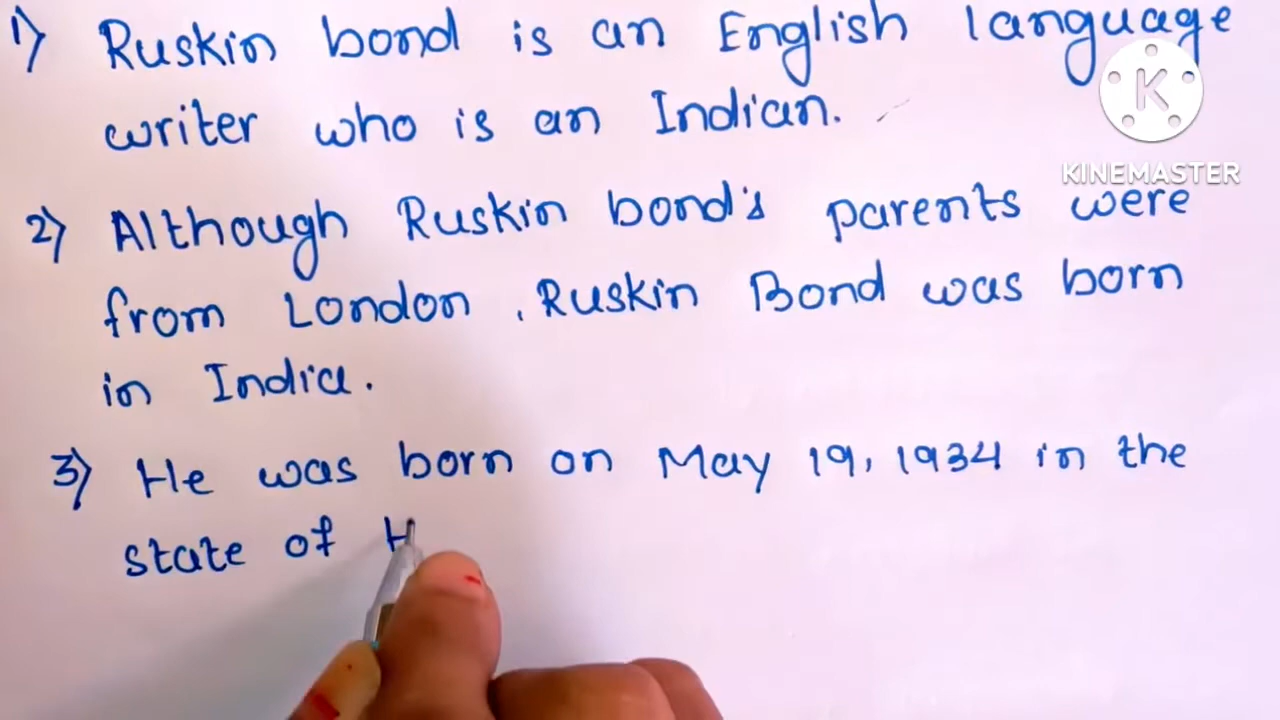 1) Ruskin bond is an English language
writer who is an Indian.
KINEMASTER
2) Although Ruskin bond's parents were
from London, Ruskin Bond was born
in India.
3) He was born on May 19, 1934 in the
state of H